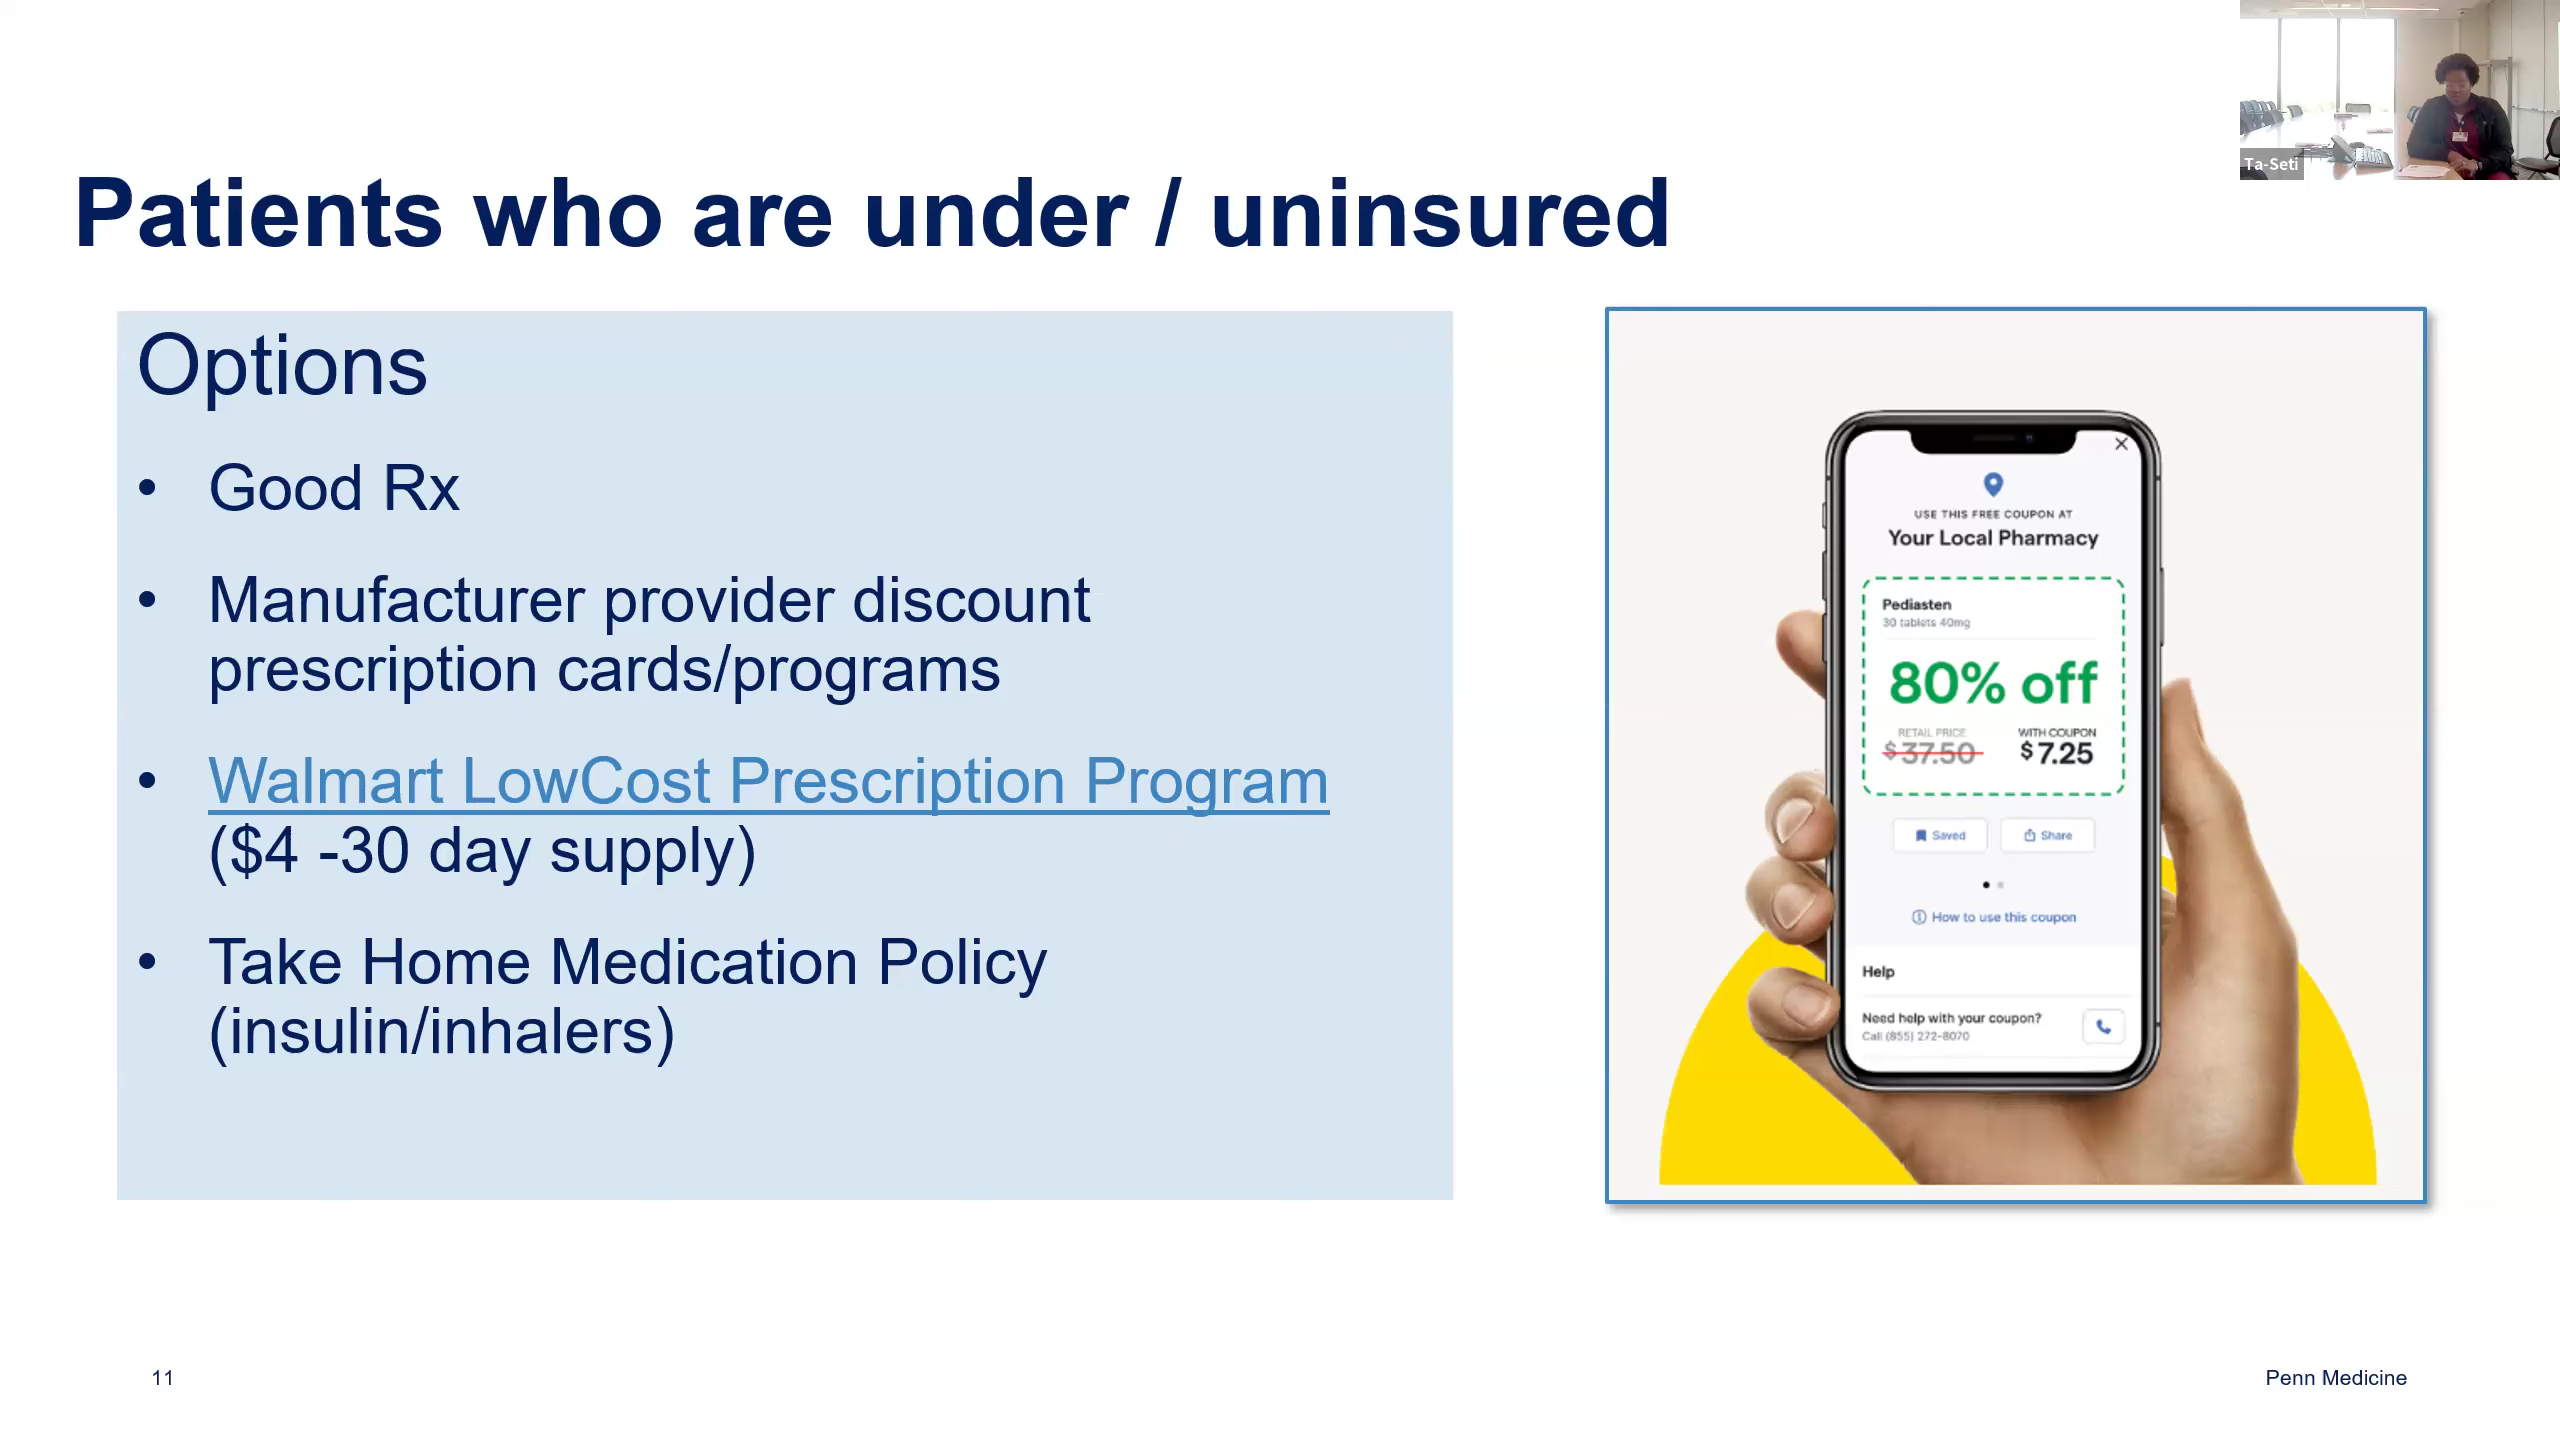 Ta-Seti
Patients who are under / uninsured
Options
• Good Rx
• Manufacturer provider discount
prescription cards/programs
• Walmart LowCost Prescription Program
($4 -30 day supply)
• Take Home Medication Policy
(insulin/inhalers)
USE THIS FREE COUPON AT
Your Local Pharmacy
Pediasten
30 tablets 40mg
80% off
RETAIL PRICE WITH COUPON
$37.50 $7.25
Saved Share
How to use this coupon
Help
Need help with your coupon?
Call (855) 272-8070
11 Penn Medicine